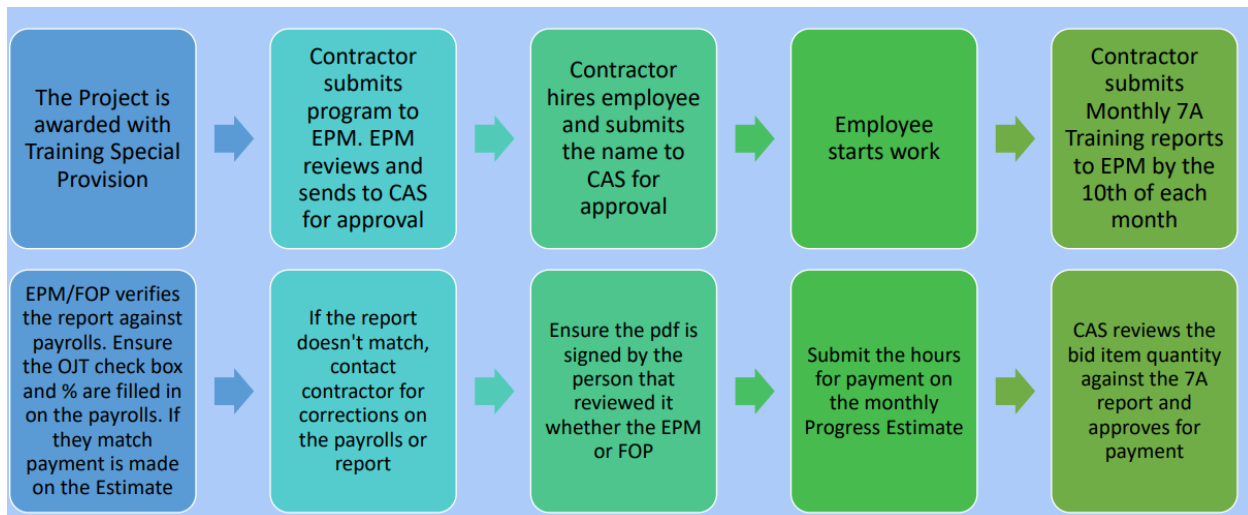 The Project is
awarded with
Training Special
Provision
Contractor
submits
program to
EPM. EPM
reviews and
sends to CAS
for approval
Contractor
hires employee
and submits
the name to
CAS for
approval
Employee
starts work
Contractor
submits
Monthly 7A
Training reports
to EPM by the
10th of each
month
EPM/FOP verifies
the report against
payrolls. Ensure
the OJT check box
and % are filled in
on the payrolls. If
they match
payment is made
on the Estimate
If the report
doesn't match,
contact
contractor for
corrections on
the payrolls or
report
Ensure the pdf is
signed by the
person that
reviewed it
whether the EPM
or FOP
Submit the hours
for payment on
the monthly
Progress Estimate
CAS reviews the
bid item quantity
against the 7A
report and
approves for
payment